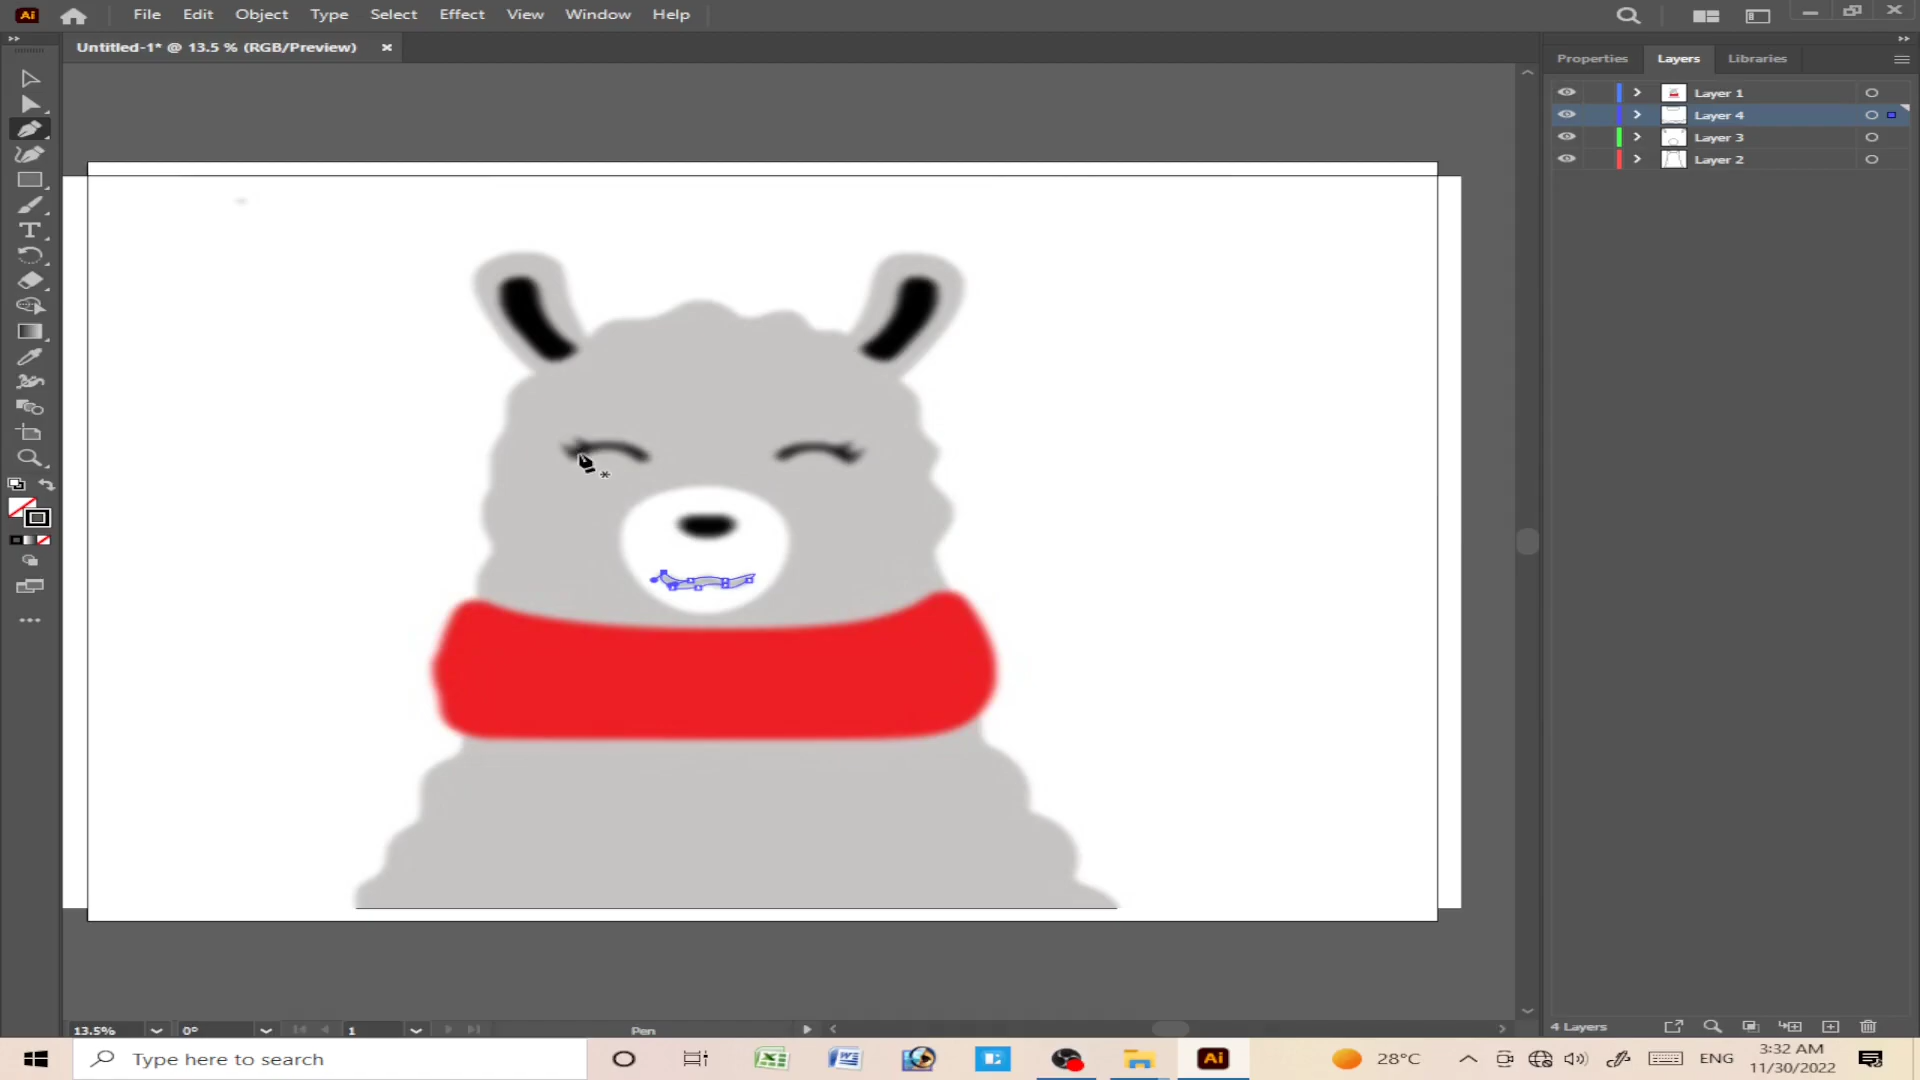 Ai File Edit Object Type Select Effect View Window Help
Untitled-1* @ 13.5 % (RGB/Preview)
Properties Layers Libraries
Layer 1
Layer 4
Layer 3
Layer 2
T
13.5% 0° 1 Pen
4 Layers
Type here to search
Ai
28°C
ENG
3:32 AM
11/30/2022